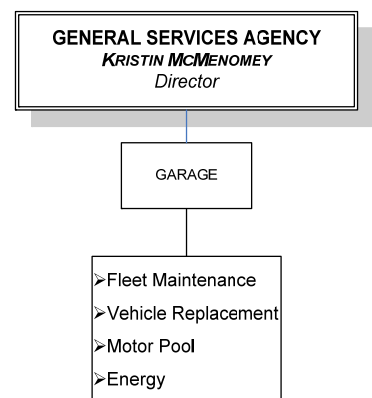 GENERAL SERVICES AGENCY
KRISTIN MCMENOMEY
Director
GARAGE
➢Fleet Maintenance
➢Vehicle Replacement
➢Motor Pool
➢Energy